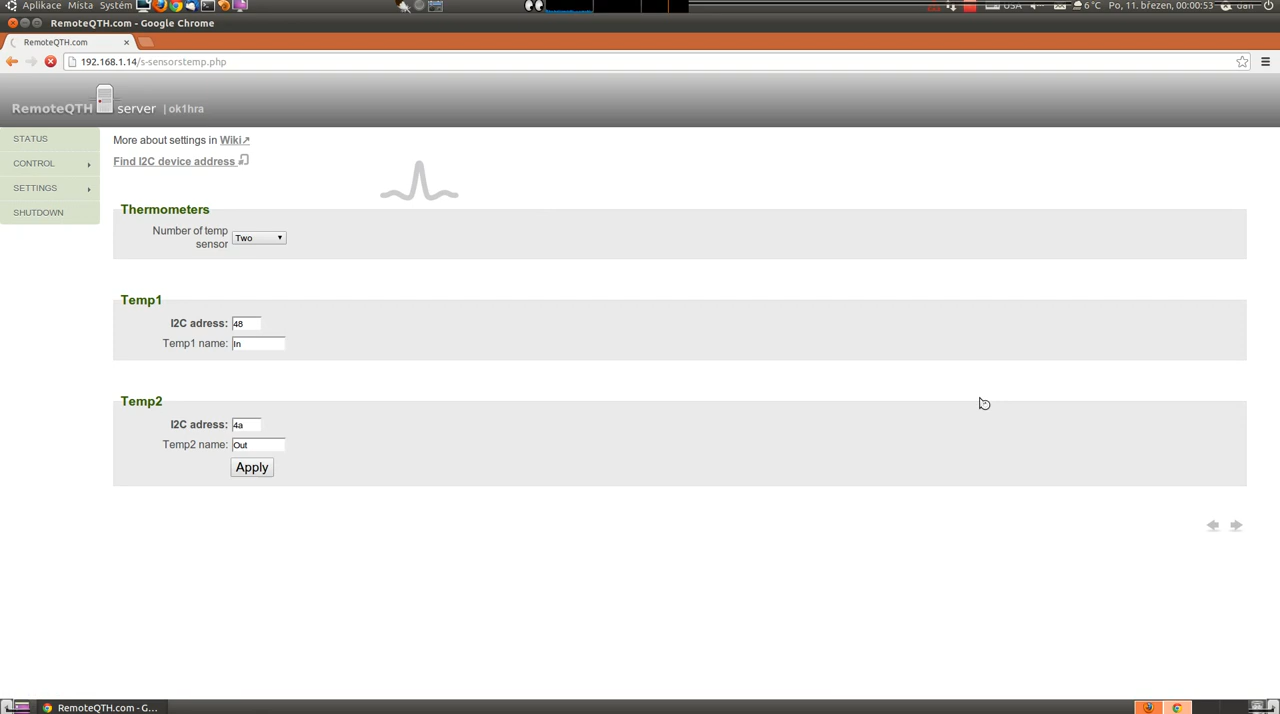 Aplikace Místa Systém
USA
6 °C
Po, 11. březen, 00:00:53
dan
RemoteQTH.com - Google Chrome
RemoteQTH.com ×
192.168.1.14/s-sensorstemp.php
RemoteQTH server | ok1hra
STATUS
CONTROL
SETTINGS
SHUTDOWN
More about settings in Wiki
Find I2C device address
Thermometers
Number of temp
sensor Two
Temp1
I2C adress: 48
Temp1 name: In
Temp2
I2C adress: 4a
Temp2 name: Out
Apply
RemoteQTH.com - G...